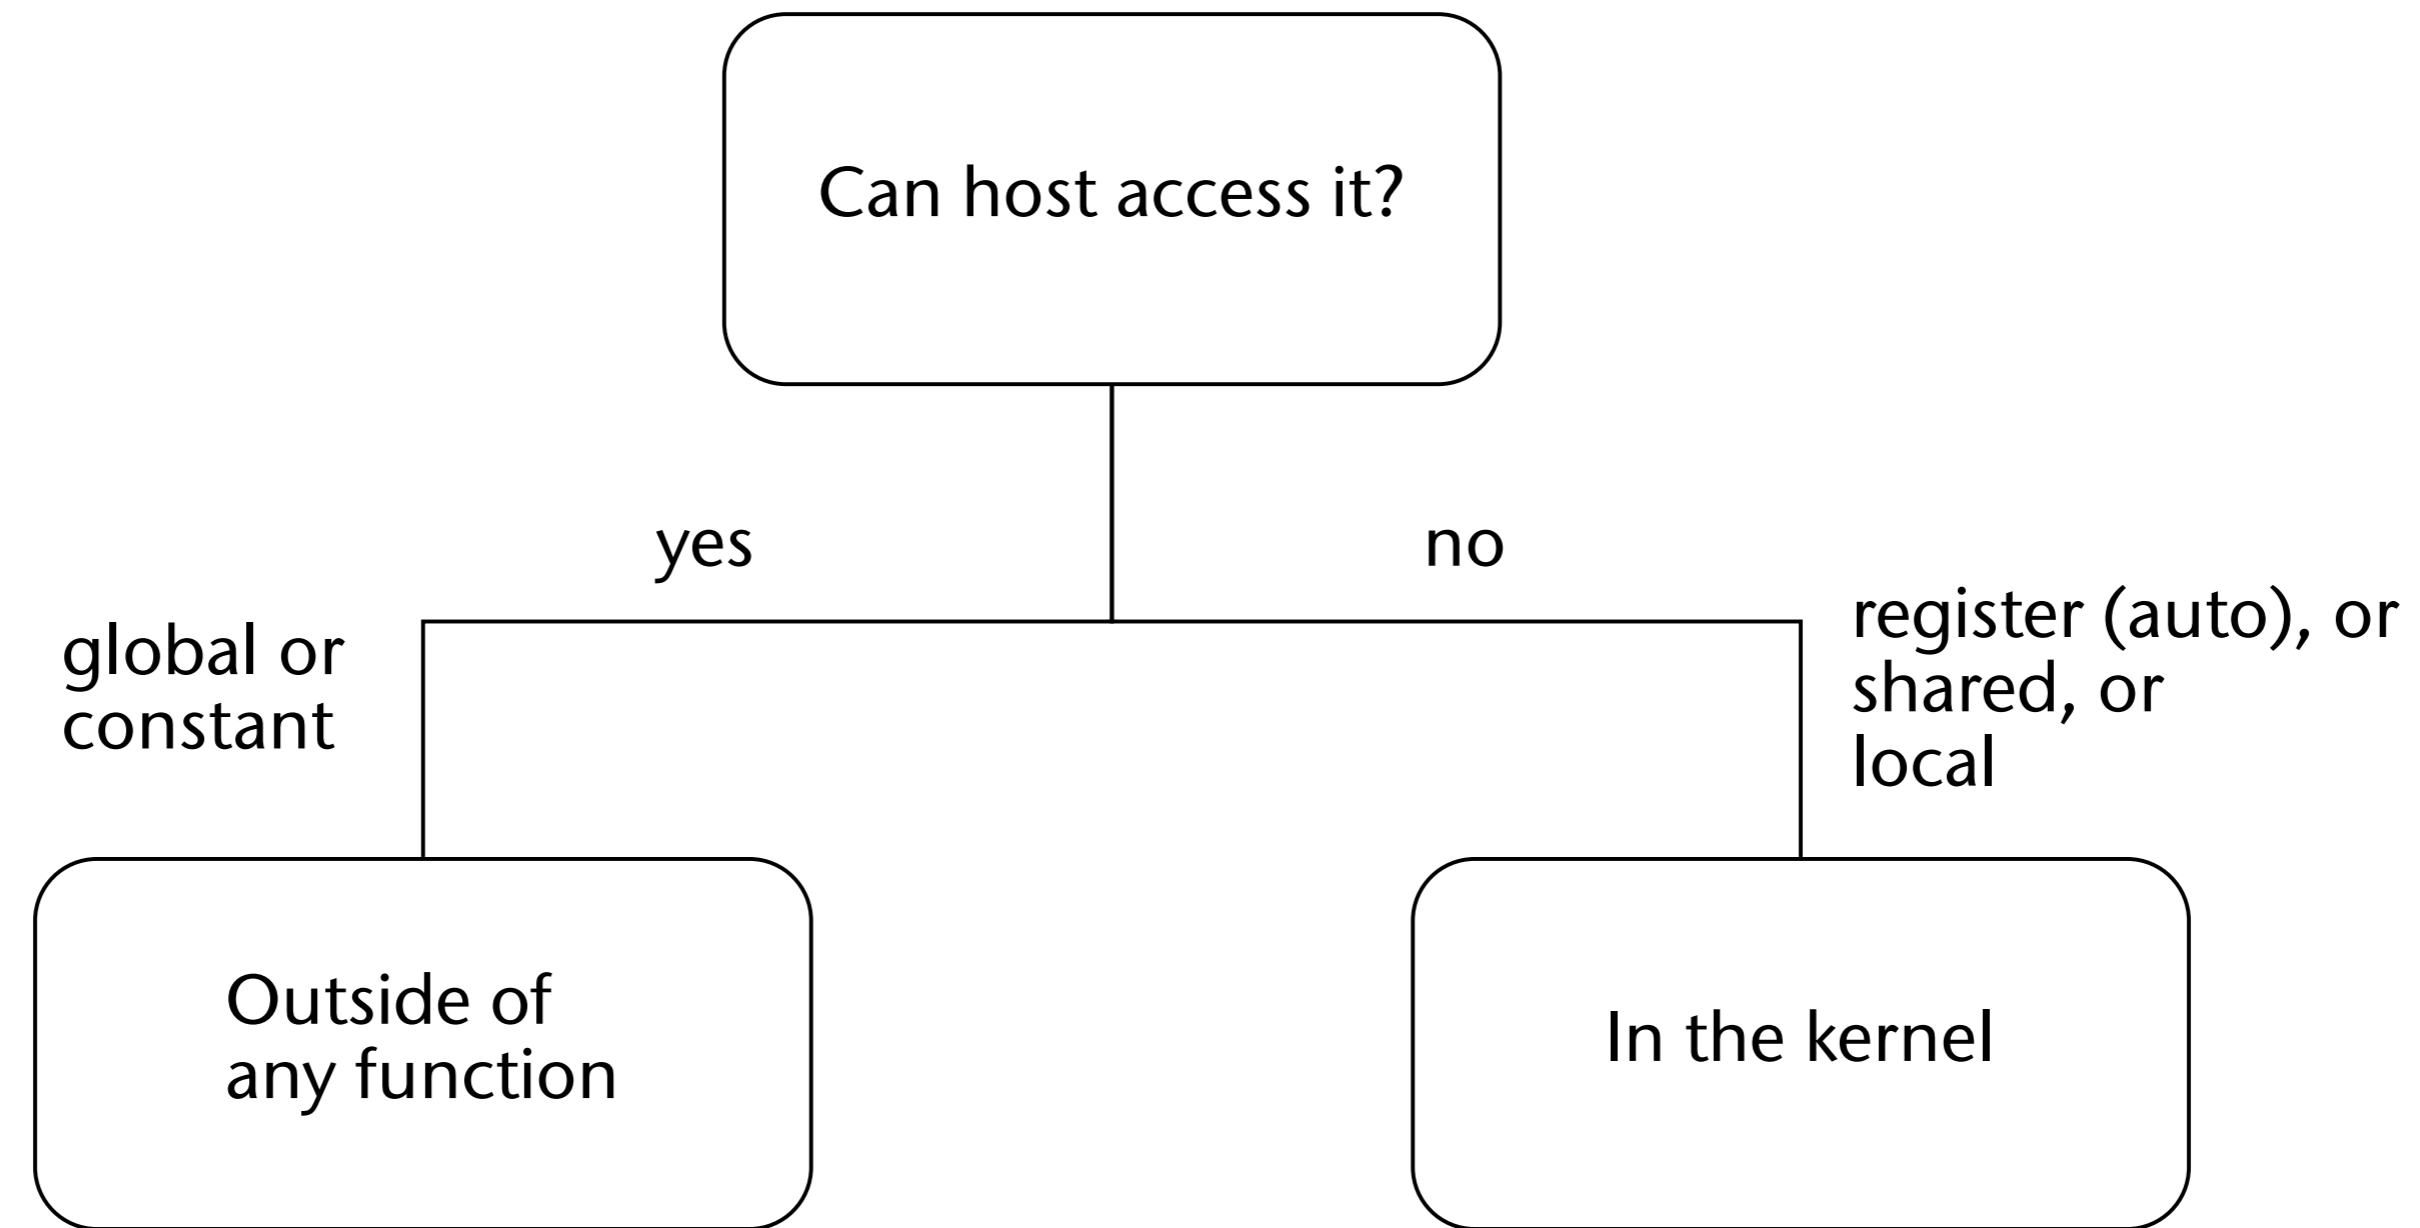 Can host access it?
yes
no
global or
constant
register (auto), or
shared, or
local
Outside of
any function
In the kernel